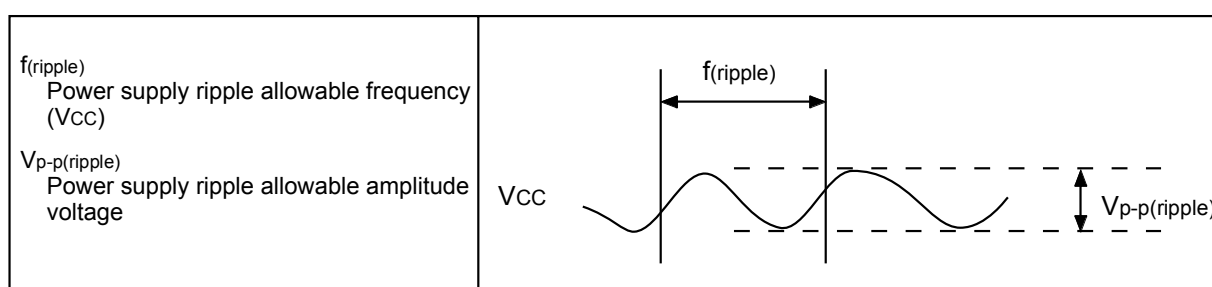 f(ripple)
Power supply ripple allowable frequency
(VCC)
Vp-p(ripple)
Power supply ripple allowable amplitude
voltage
f(ripple)
VCC
Vp-p(ripple)